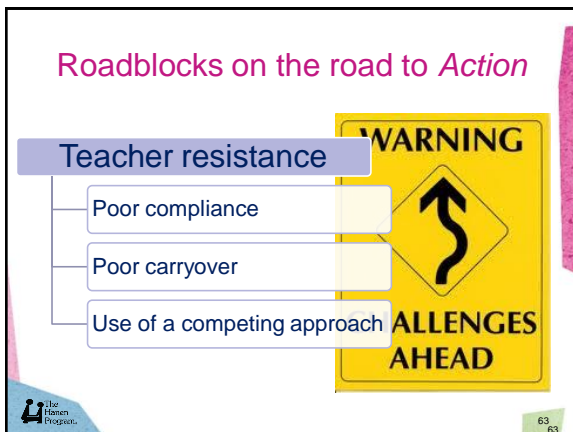 Roadblocks on the road to Action
WARNING
Teacher resistance
Poor compliance
Poor carryover
Use of a competing approach
ALLENGES
AHEAD
The
Hanen
Program.
63
63